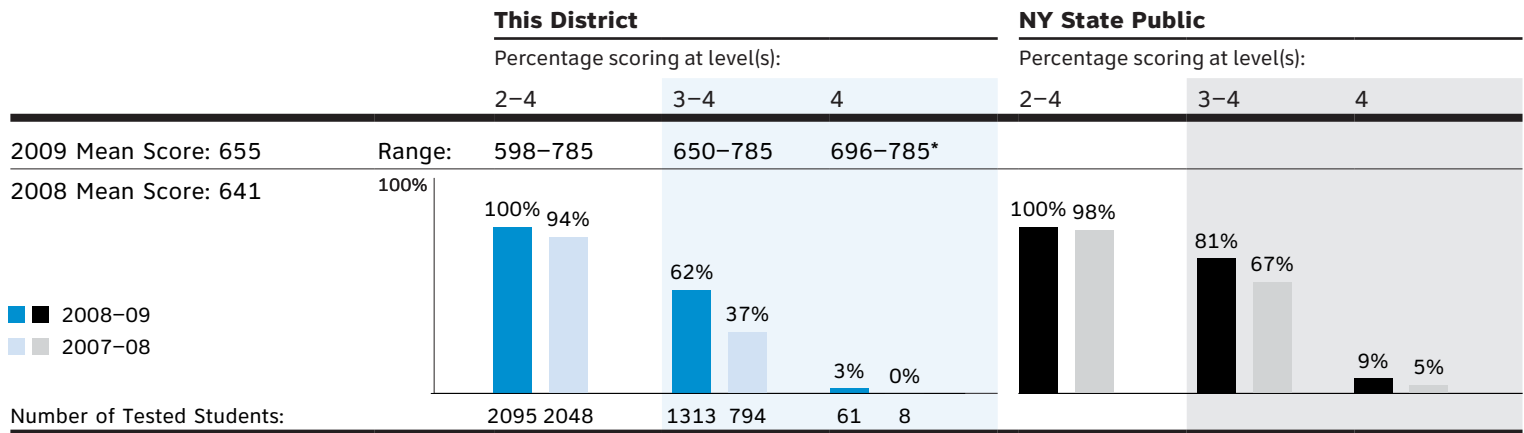 This District NY State Public
Percentage scoring at level(s): Percentage scoring at level(s):
2–4 3–4 4 2–4 3–4 4
2009 Mean Score: 655 Range: 598–785 650–785 696–785*
2008 Mean Score: 641 100%
100% 94% 100% 98%
81%
62% 67%
37%
2008–09
2007–08
3% 0% 9% 5%
Number of Tested Students: 2095 2048 1313 794 61 8